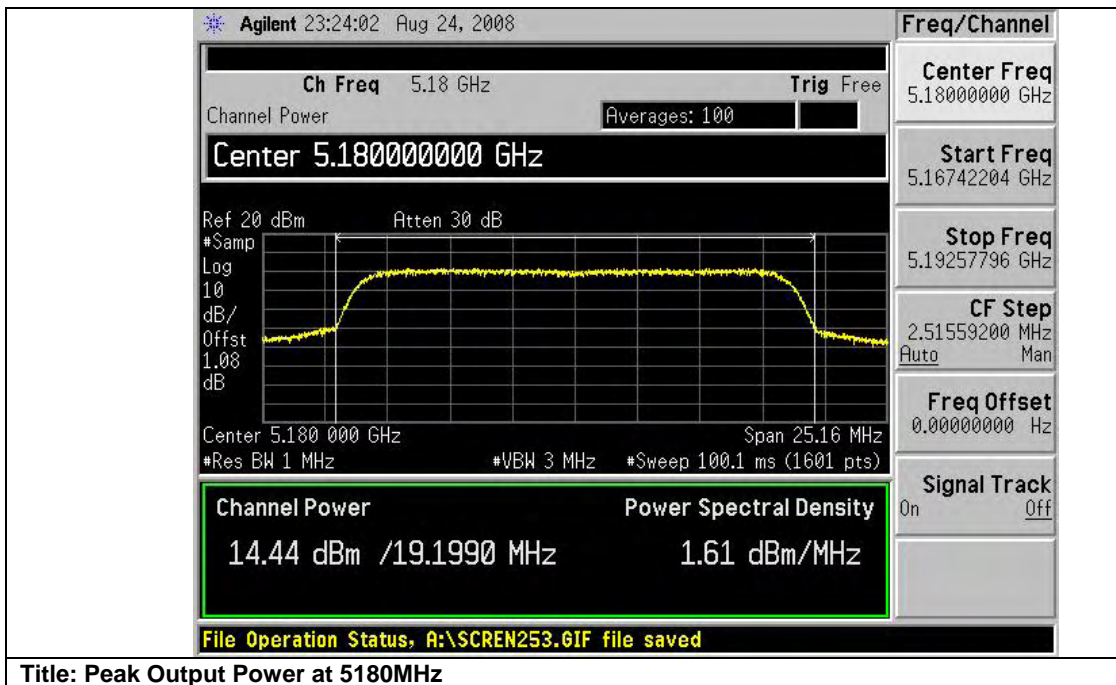 Agilent 23:24:02 Aug 24, 2008
Freq/Channel
Ch Freq 5.18 GHz Trig Free
Channel Power Averages: 100
Center 5.180000000 GHz
Ref 20 dBm Atten 30 dB
#Samp
Log
10
dB/
Offst
1.08
dB
Center 5.180 000 GHz Span 25.16 MHz
#Res BW 1 MHz #VBW 3 MHz #Sweep 100.1 ms (1601 pts)
Channel Power Power Spectral Density
14.44 dBm /19.1990 MHz 1.61 dBm/MHz
File Operation Status, A:\SCREN253.GIF file saved
Center Freq
5.18000000 GHz
Start Freq
5.16742204 GHz
Stop Freq
5.19257796 GHz
CF Step
2.51559200 MHz
Auto Man
Freq Offset
0.00000000 Hz
Signal Track
On Off
Title: Peak Output Power at 5180MHz